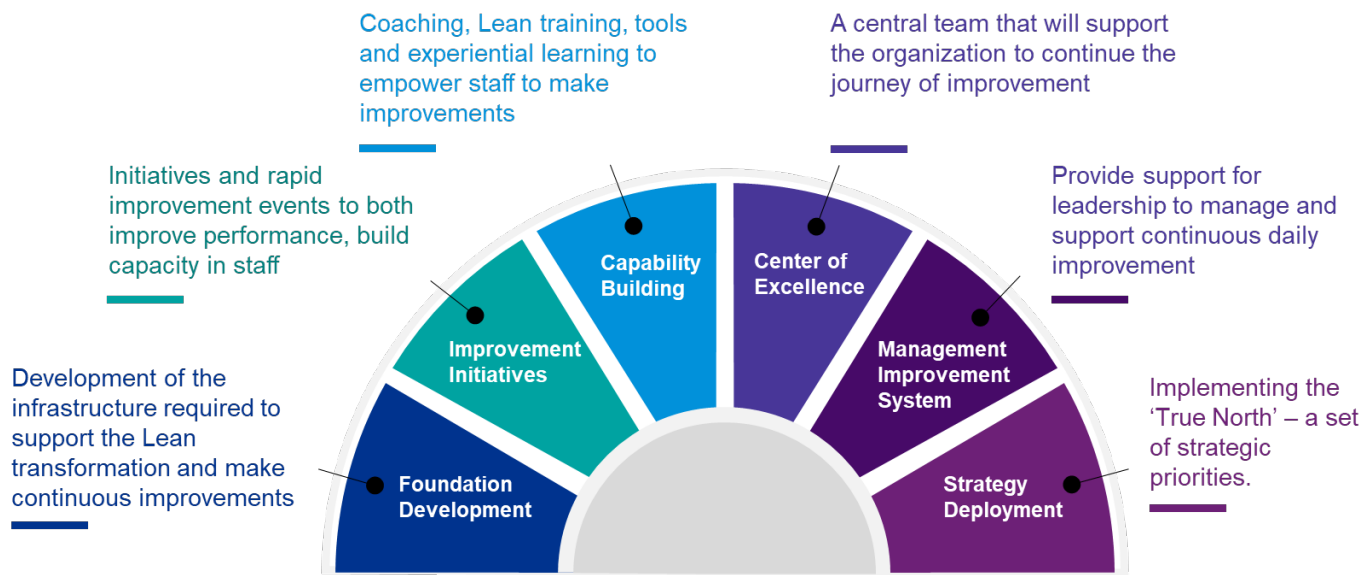 Coaching, Lean training, tools
and experiential learning to
empower staff to make
improvements
A central team that will support
the organization to continue the
journey of improvement
Initiatives and rapid
improvement events to both
improve performance, build
capacity in staff
Provide support for
leadership to manage and
support continuous daily
improvement
Development of the
infrastructure required to
support the Lean
transformation and make
continuous improvements
Implementing the
‘True North’ – a set
of strategic
priorities.
Foundation
Development
Improvement
Initiatives
Capability
Building
Center of
Excellence
Management
Improvement
System
Strategy
Deployment